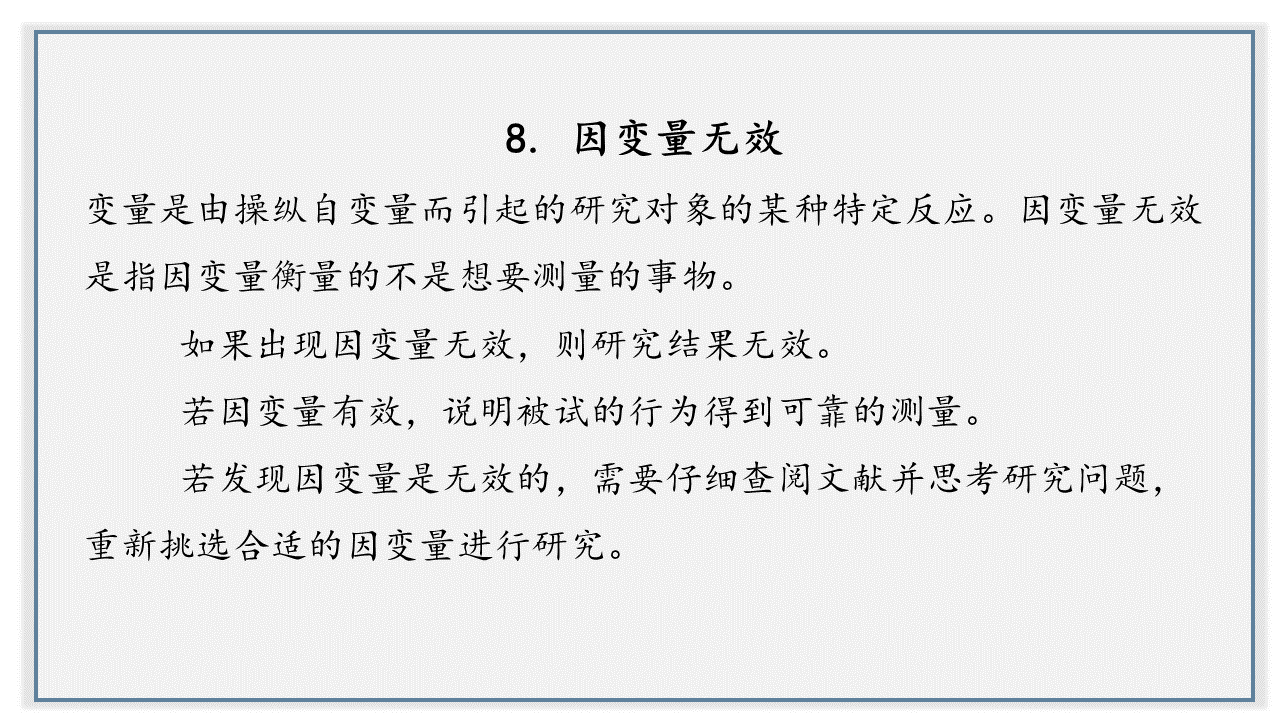 8. 因变量无效
变量是由操纵自变量而引起的研究对象的某种特定反应。因变量无效
是指因变量衡量的不是想要测量的事物。
如果出现因变量无效，则研究结果无效。
若因变量有效，说明被试的行为得到可靠的测量。
若发现因变量是无效的，需要仔细查阅文献并思考研究问题，
重新挑选合适的因变量进行研究。